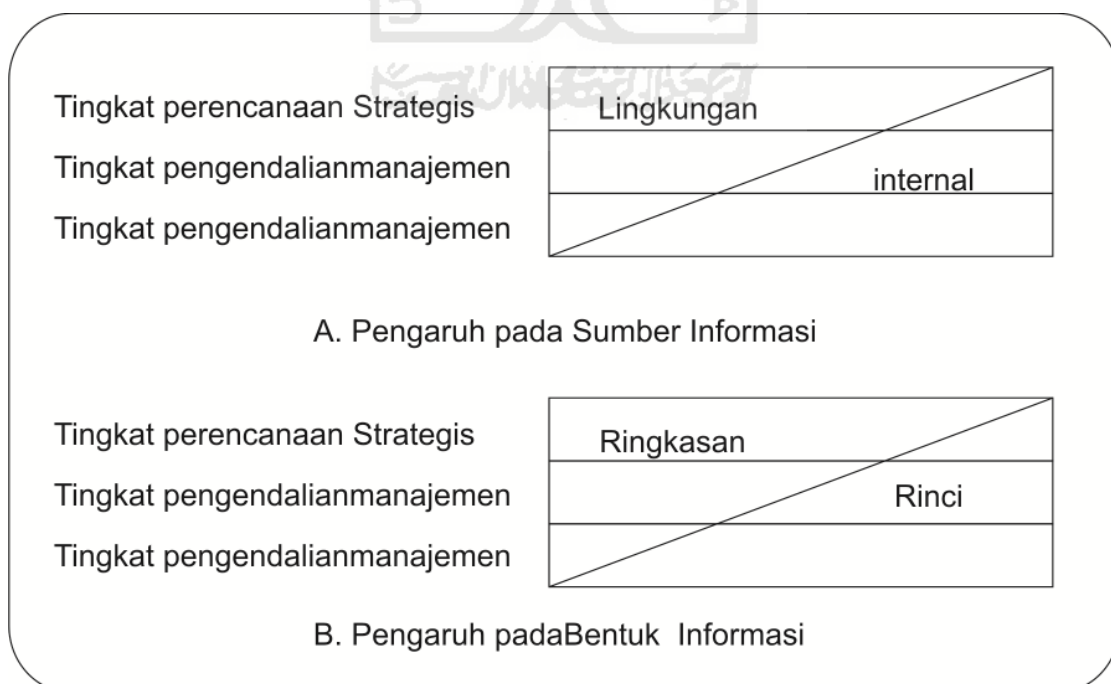 Tingkat perencanaan Strategis
Lingkungan
Tingkat pengendalianmanajemen
internal
Tingkat pengendalianmanajemen
A. Pengaruh pada Sumber Informasi
Tingkat perencanaan Strategis
Ringkasan
Tingkat pengendalianmanajemen
Rinci
Tingkat pengendalianmanajemen
B. Pengaruh padaBentuk Informasi